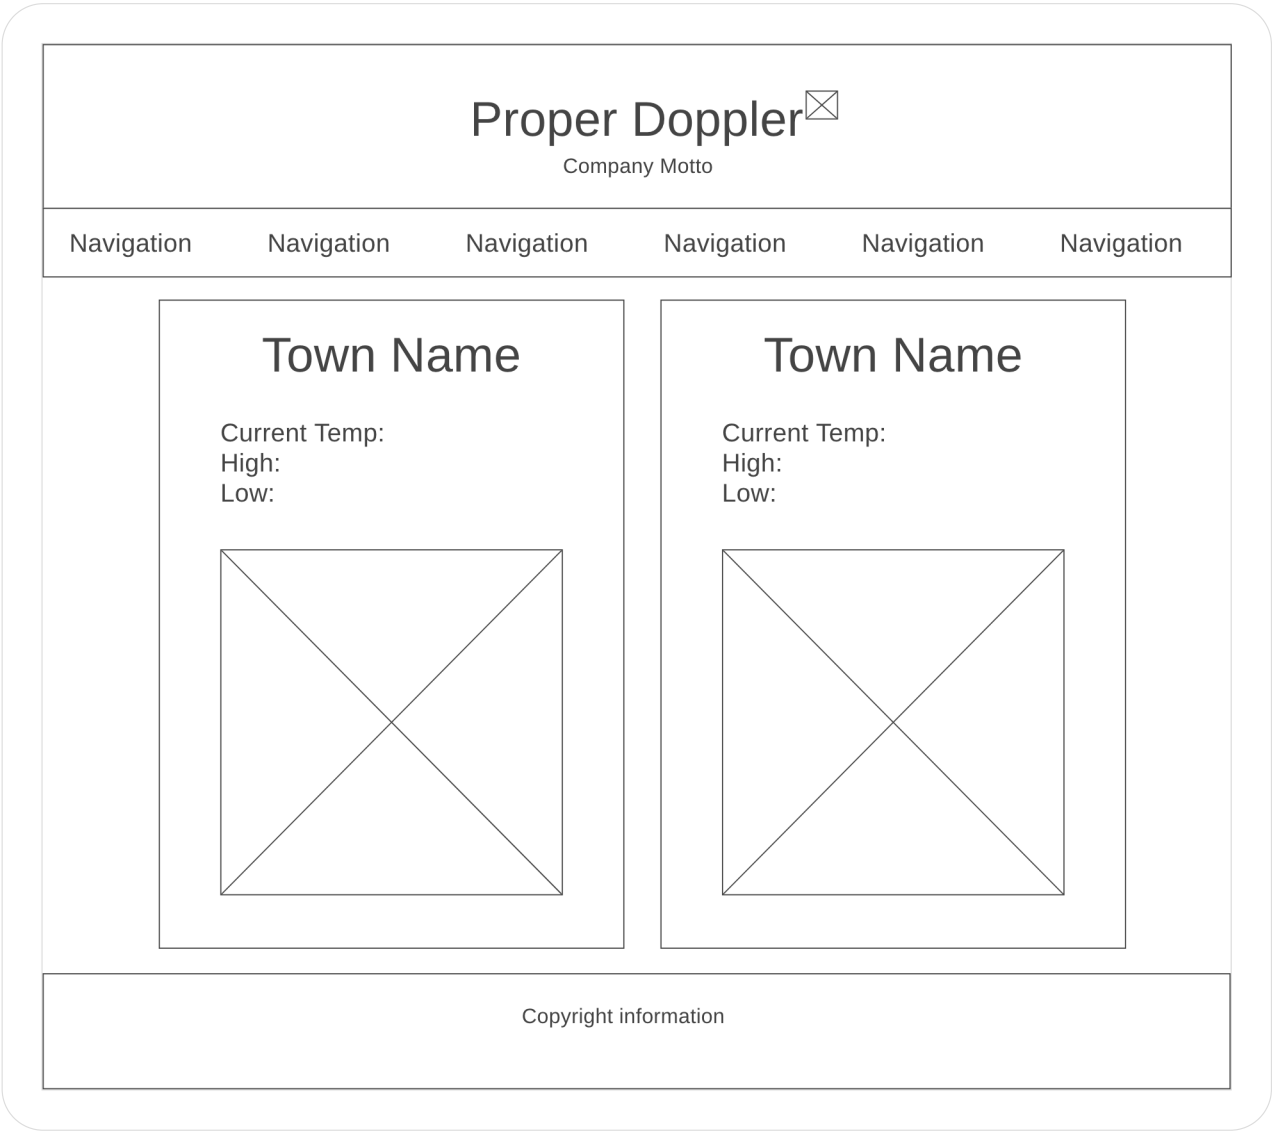 Proper Doppler
Company Motto
Navigation Navigation Navigation Navigation Navigation Navigation
Town Name
Current Temp:
High:
Low:
Town Name
Current Temp:
High:
Low:
Copyright information